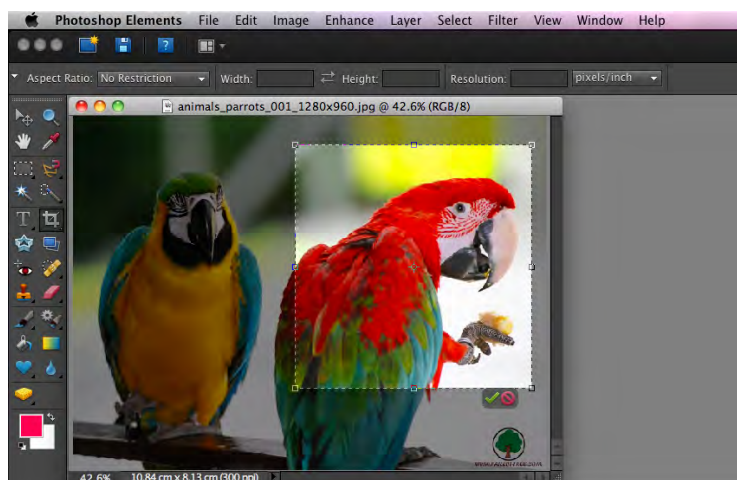 Photoshop Elements File Edit Image Enhance Layer Select Filter View Window Help
?
Aspect Ratio: No Restriction Width: Height: Resolution: pixels/inch
animals_parrots_001_1280x960.jpg @ 42.6% (RGB/8)
T
42.6% 10.84 cm x 8.13 cm (300 ppi)